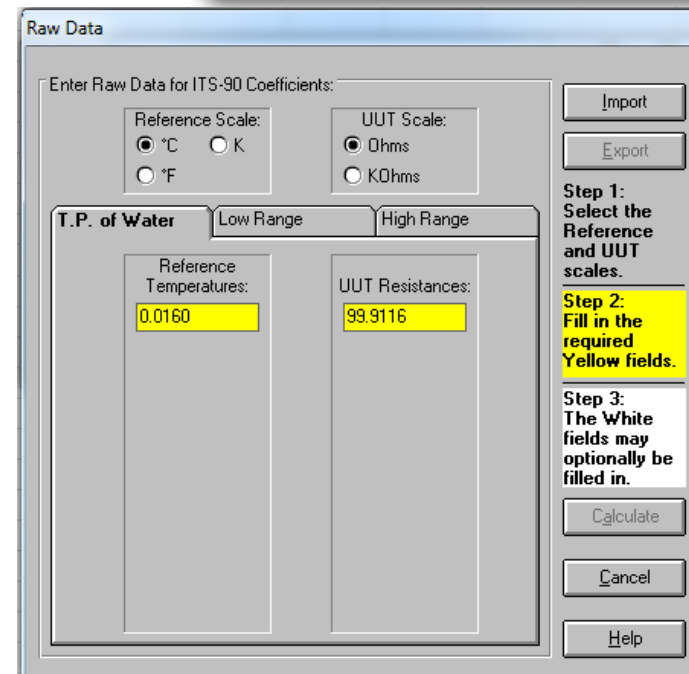 Raw Data
Enter Raw Data for ITS-90 Coefficients:
Reference Scale:
°C
K
°F
UUT Scale:
Ohms
KOhms
T.P. of Water
Low Range
High Range
Reference
Temperatures:
0.0160
UUT Resistances:
99.9116
Import
Export
Step 1:
Select the
Reference
and UUT
scales.
Step 2:
Fill in the
required
Yellow fields.
Step 3:
The White
fields may
optionally be
filled in.
Calculate
Cancel
Help